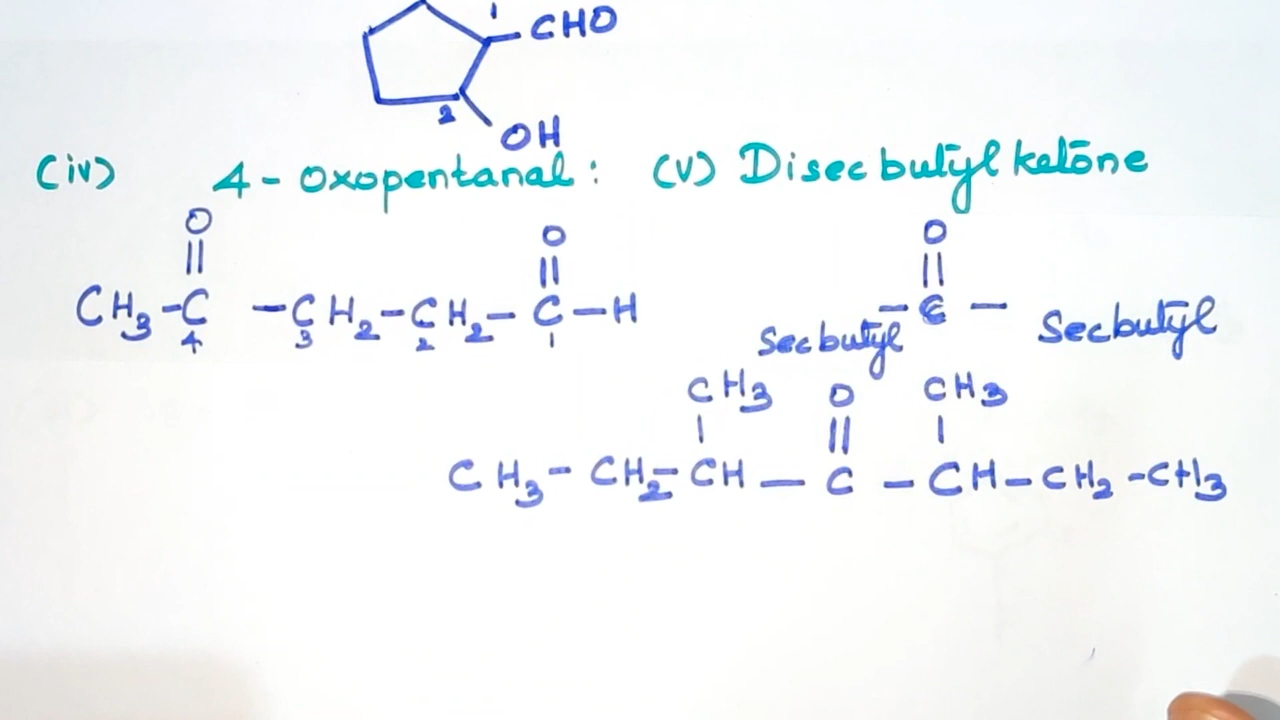 1
CHO
2
OH
(iv) 4-oxopentanal: (v) Disecbutyl ketone
O O O
|| || ||
CH3-C-CH2-CH2-C-H -C-
4 3 2 1
Secbutyl Secbutyl
CH3 O CH3
| || |
CH3-CH2-CH-C-CH-CH2-CH3